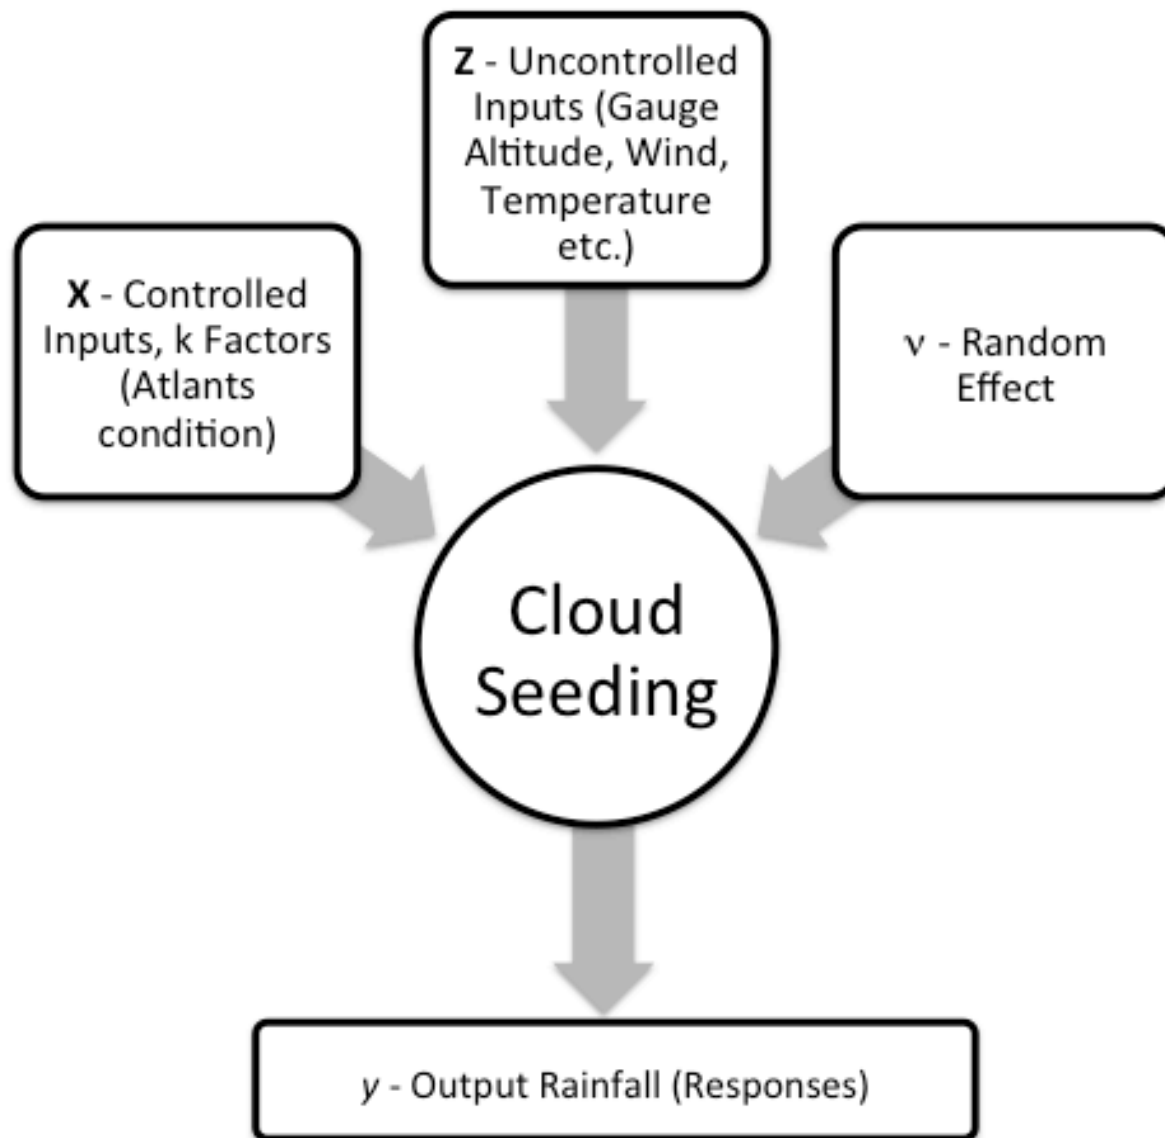 Z - Uncontrolled
Inputs (Gauge
Altitude, Wind,
Temperature
etc.)
X - Controlled
Inputs, k Factors
(Atlants
condition)
ν - Random
Effect
Cloud
Seeding
y - Output Rainfall (Responses)